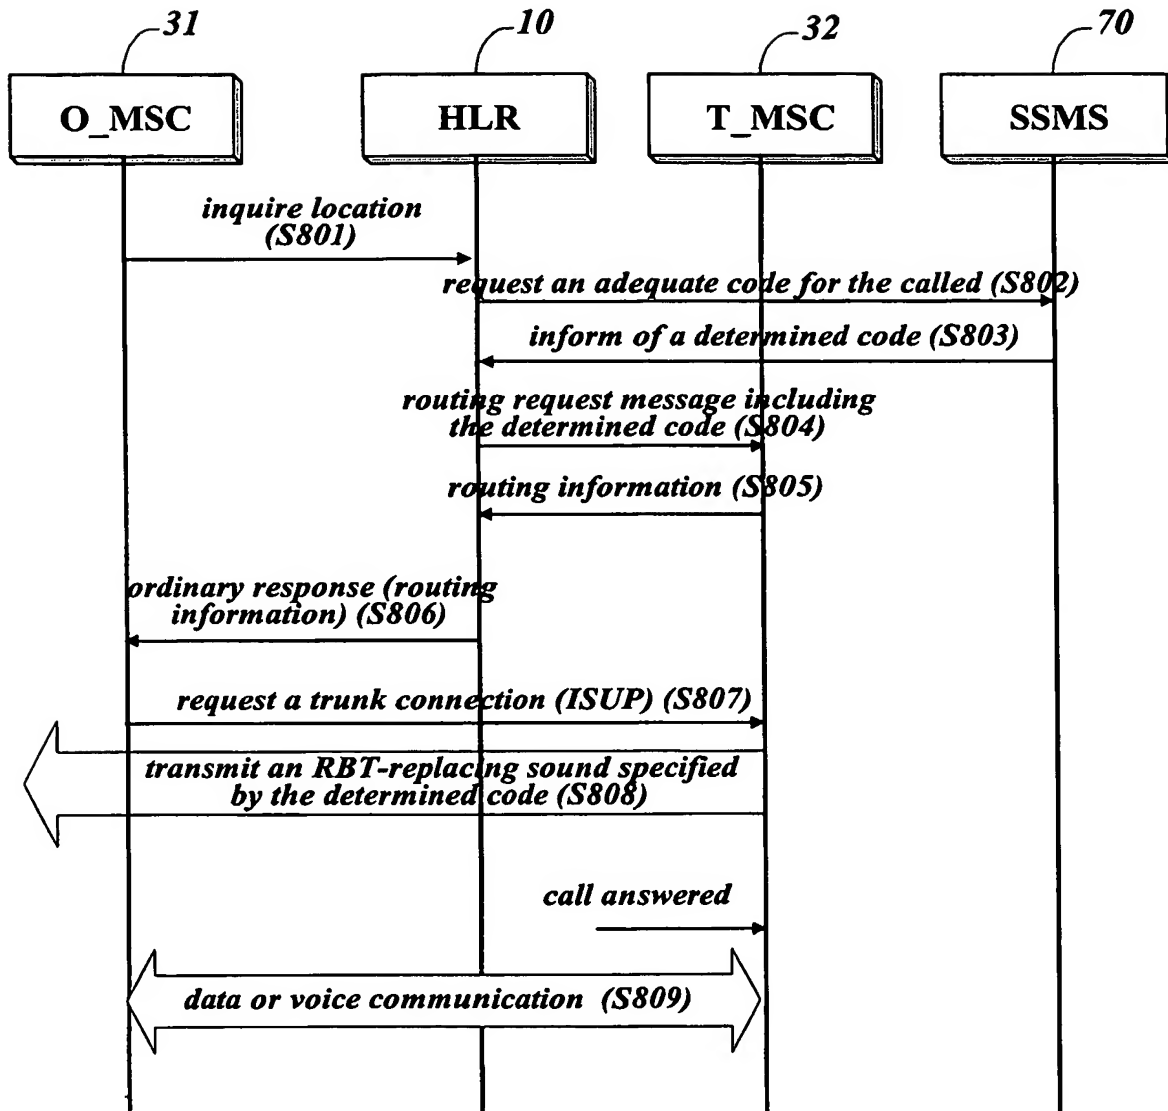 31
10
32
70
O_MSC
HLR
T_MSC
SSMS
inquire location
(S801)
request an adequate code for the called (S802)
inform of a determined code (S803)
routing request message including
the determined code (S804)
routing information (S805)
ordinary response (routing
information) (S806)
request a trunk connection (ISUP) (S807)
transmit an RBT-replacing sound specified
by the determined code (S808)
call answered
data or voice communication (S809)